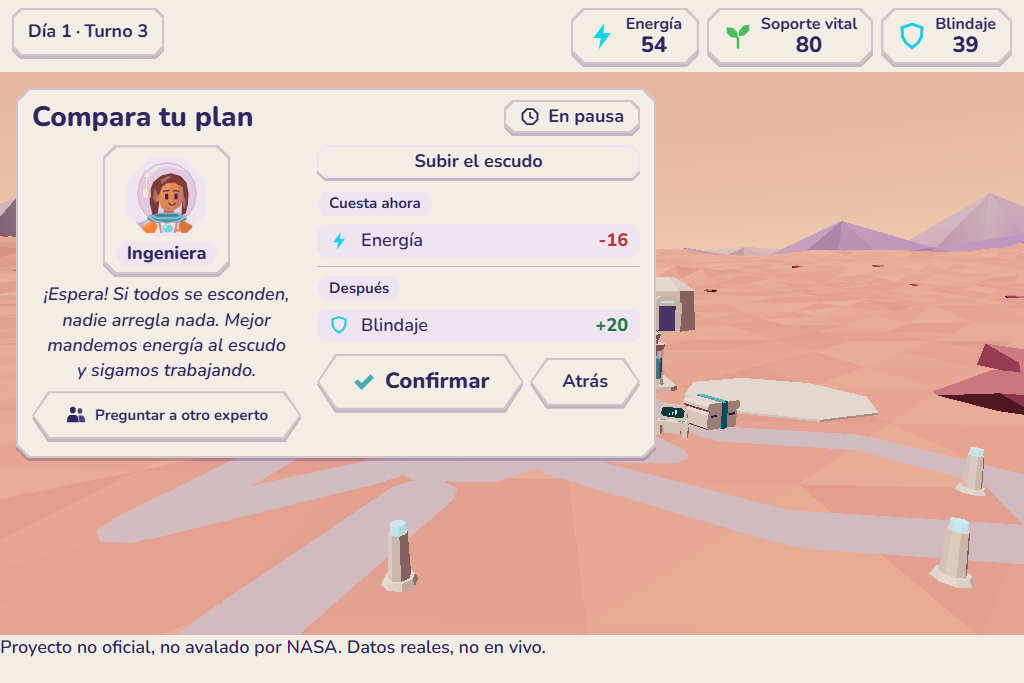 Día 1 · Turno 3
Energía
54
Soporte vital
80
Blindaje
39
Compara tu plan
En pausa
Ingeniera
¡Espera! Si todos se esconden,
nadie arregla nada. Mejor
mandemos energía al escudo
y sigamos trabajando.
Preguntar a otro experto
Subir el escudo
Cuesta ahora
Energía -16
Después
Blindaje +20
Confirmar
Atrás
Proyecto no oficial, no avalado por NASA. Datos reales, no en vivo.